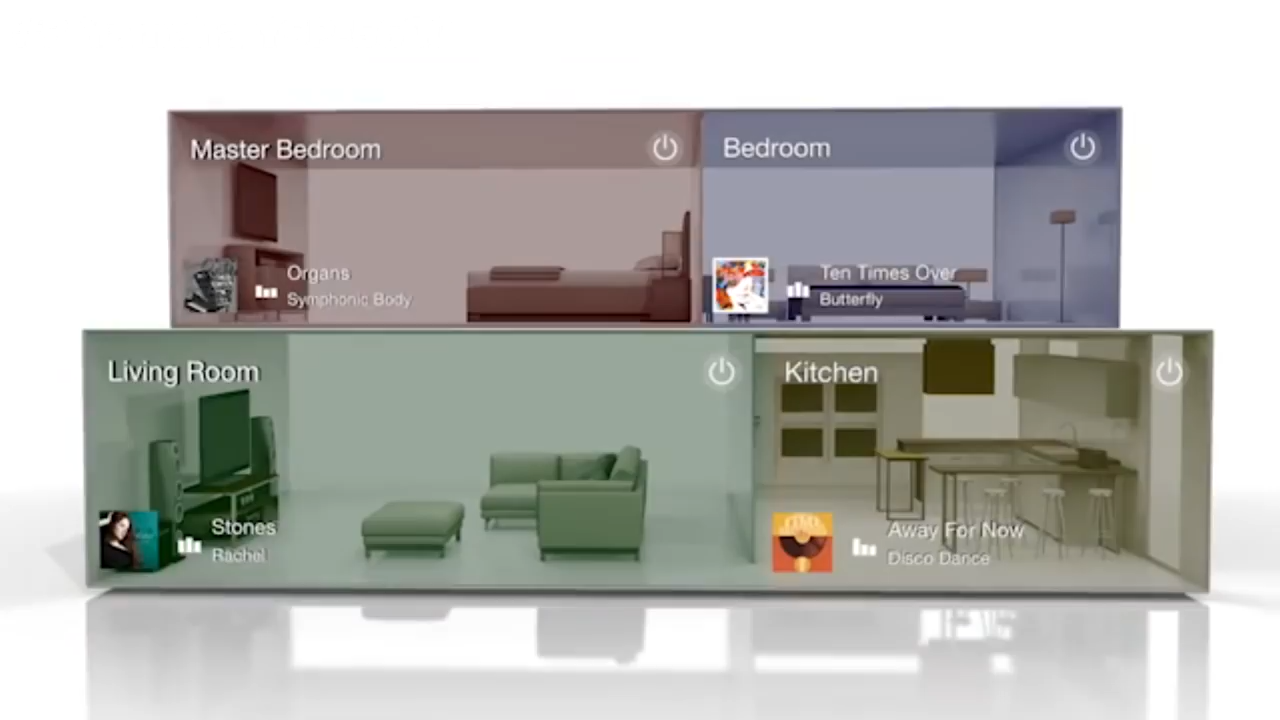 Master Bedroom
Bedroom
Organs
Symphonic Body
Ten Times Over
Butterfly
Living Room
Kitchen
Stones
Rachel
Away For Now
Disco Dance